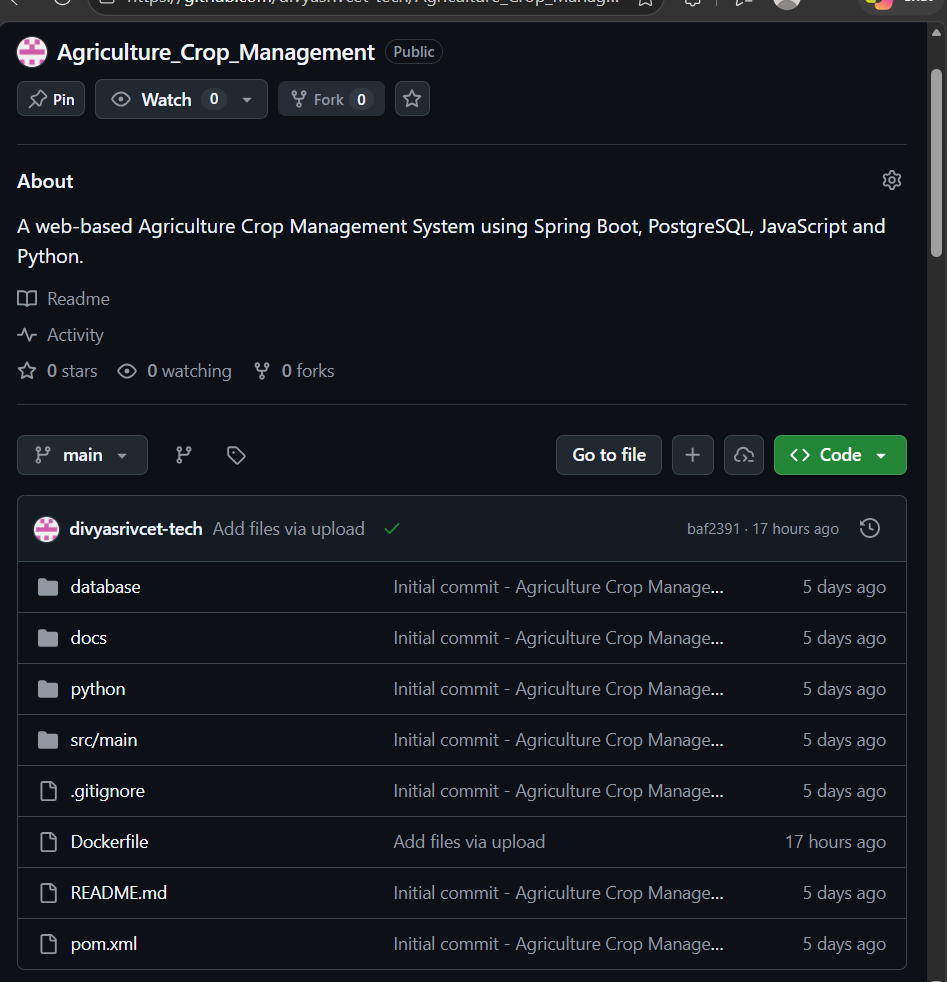 Agriculture_Crop_Management Public
Pin Watch 0 Fork 0
About
A web-based Agriculture Crop Management System using Spring Boot, PostgreSQL, JavaScript and
Python.
Readme
Activity
0 stars 0 watching 0 forks
main Go to file Code
divyasrivcet-tech Add files via upload baf2391 · 17 hours ago
database Initial commit - Agriculture Crop Manage... 5 days ago
docs Initial commit - Agriculture Crop Manage... 5 days ago
python Initial commit - Agriculture Crop Manage... 5 days ago
src/main Initial commit - Agriculture Crop Manage... 5 days ago
.gitignore Initial commit - Agriculture Crop Manage... 5 days ago
Dockerfile Add files via upload 17 hours ago
README.md Initial commit - Agriculture Crop Manage... 5 days ago
pom.xml Initial commit - Agriculture Crop Manage... 5 days ago